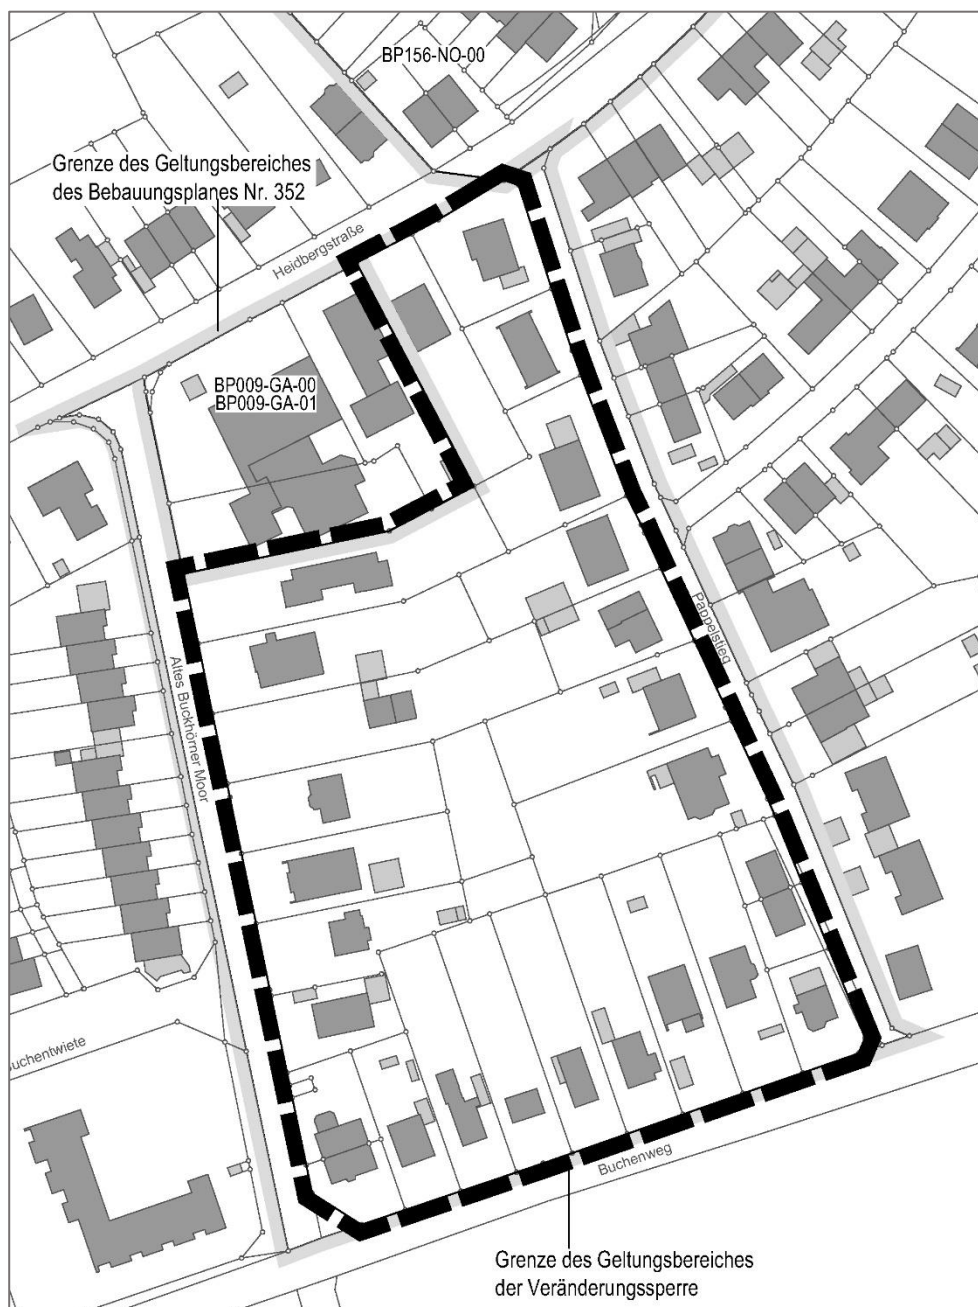 BP156-NO-00
Grenze des Geltungsbereiches
des Bebauungsplanes Nr. 352
Heidbergstraße
BP009-GA-00
BP009-GA-01
Pappelstieg
Altes Buckhörner Moor
Buchentwiete
Buchenweg
Grenze des Geltungsbereiches
der Veränderungssperre